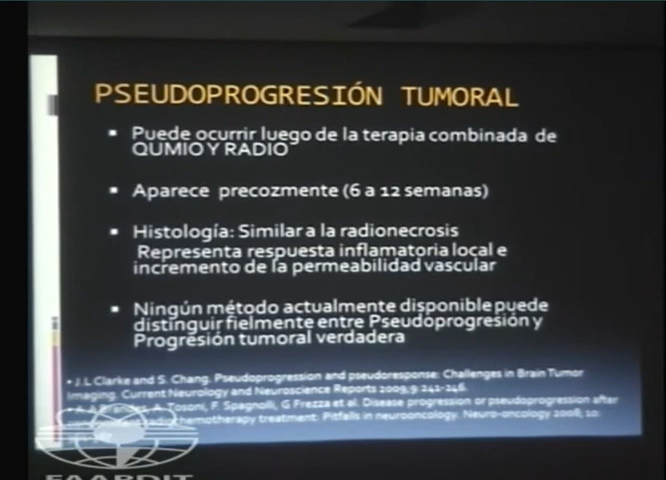 PSEUDOPROGRESIÓN TUMORAL
▪ Puede ocurrir luego de la terapia combinada de
QUMIO Y RADIO
▪ Aparece precozmente (6 a 12 semanas)
▪ Histología: Similar a la radionecrosis
Representa respuesta inflamatoria local e
incremento de la permeabilidad vascular
▪ Ningún método actualmente disponible puede
distinguir fielmente entre Pseudoprogresión y
Progresión tumoral verdadera
• J.L Clarke and S. Chang. Pseudoprogression and pseudoresponse: Challenges in Brain Tumor
Imaging. Current Neurology and Neuroscience Reports 2009;9:241-246.
Tosoni, F. Spagnolli, G Frezza et al. Disease progression or pseudoprogression after
hemotherapy treatment: Pitfalls in neurooncology. Neuro-oncology 2008; 10:
FAARDIT